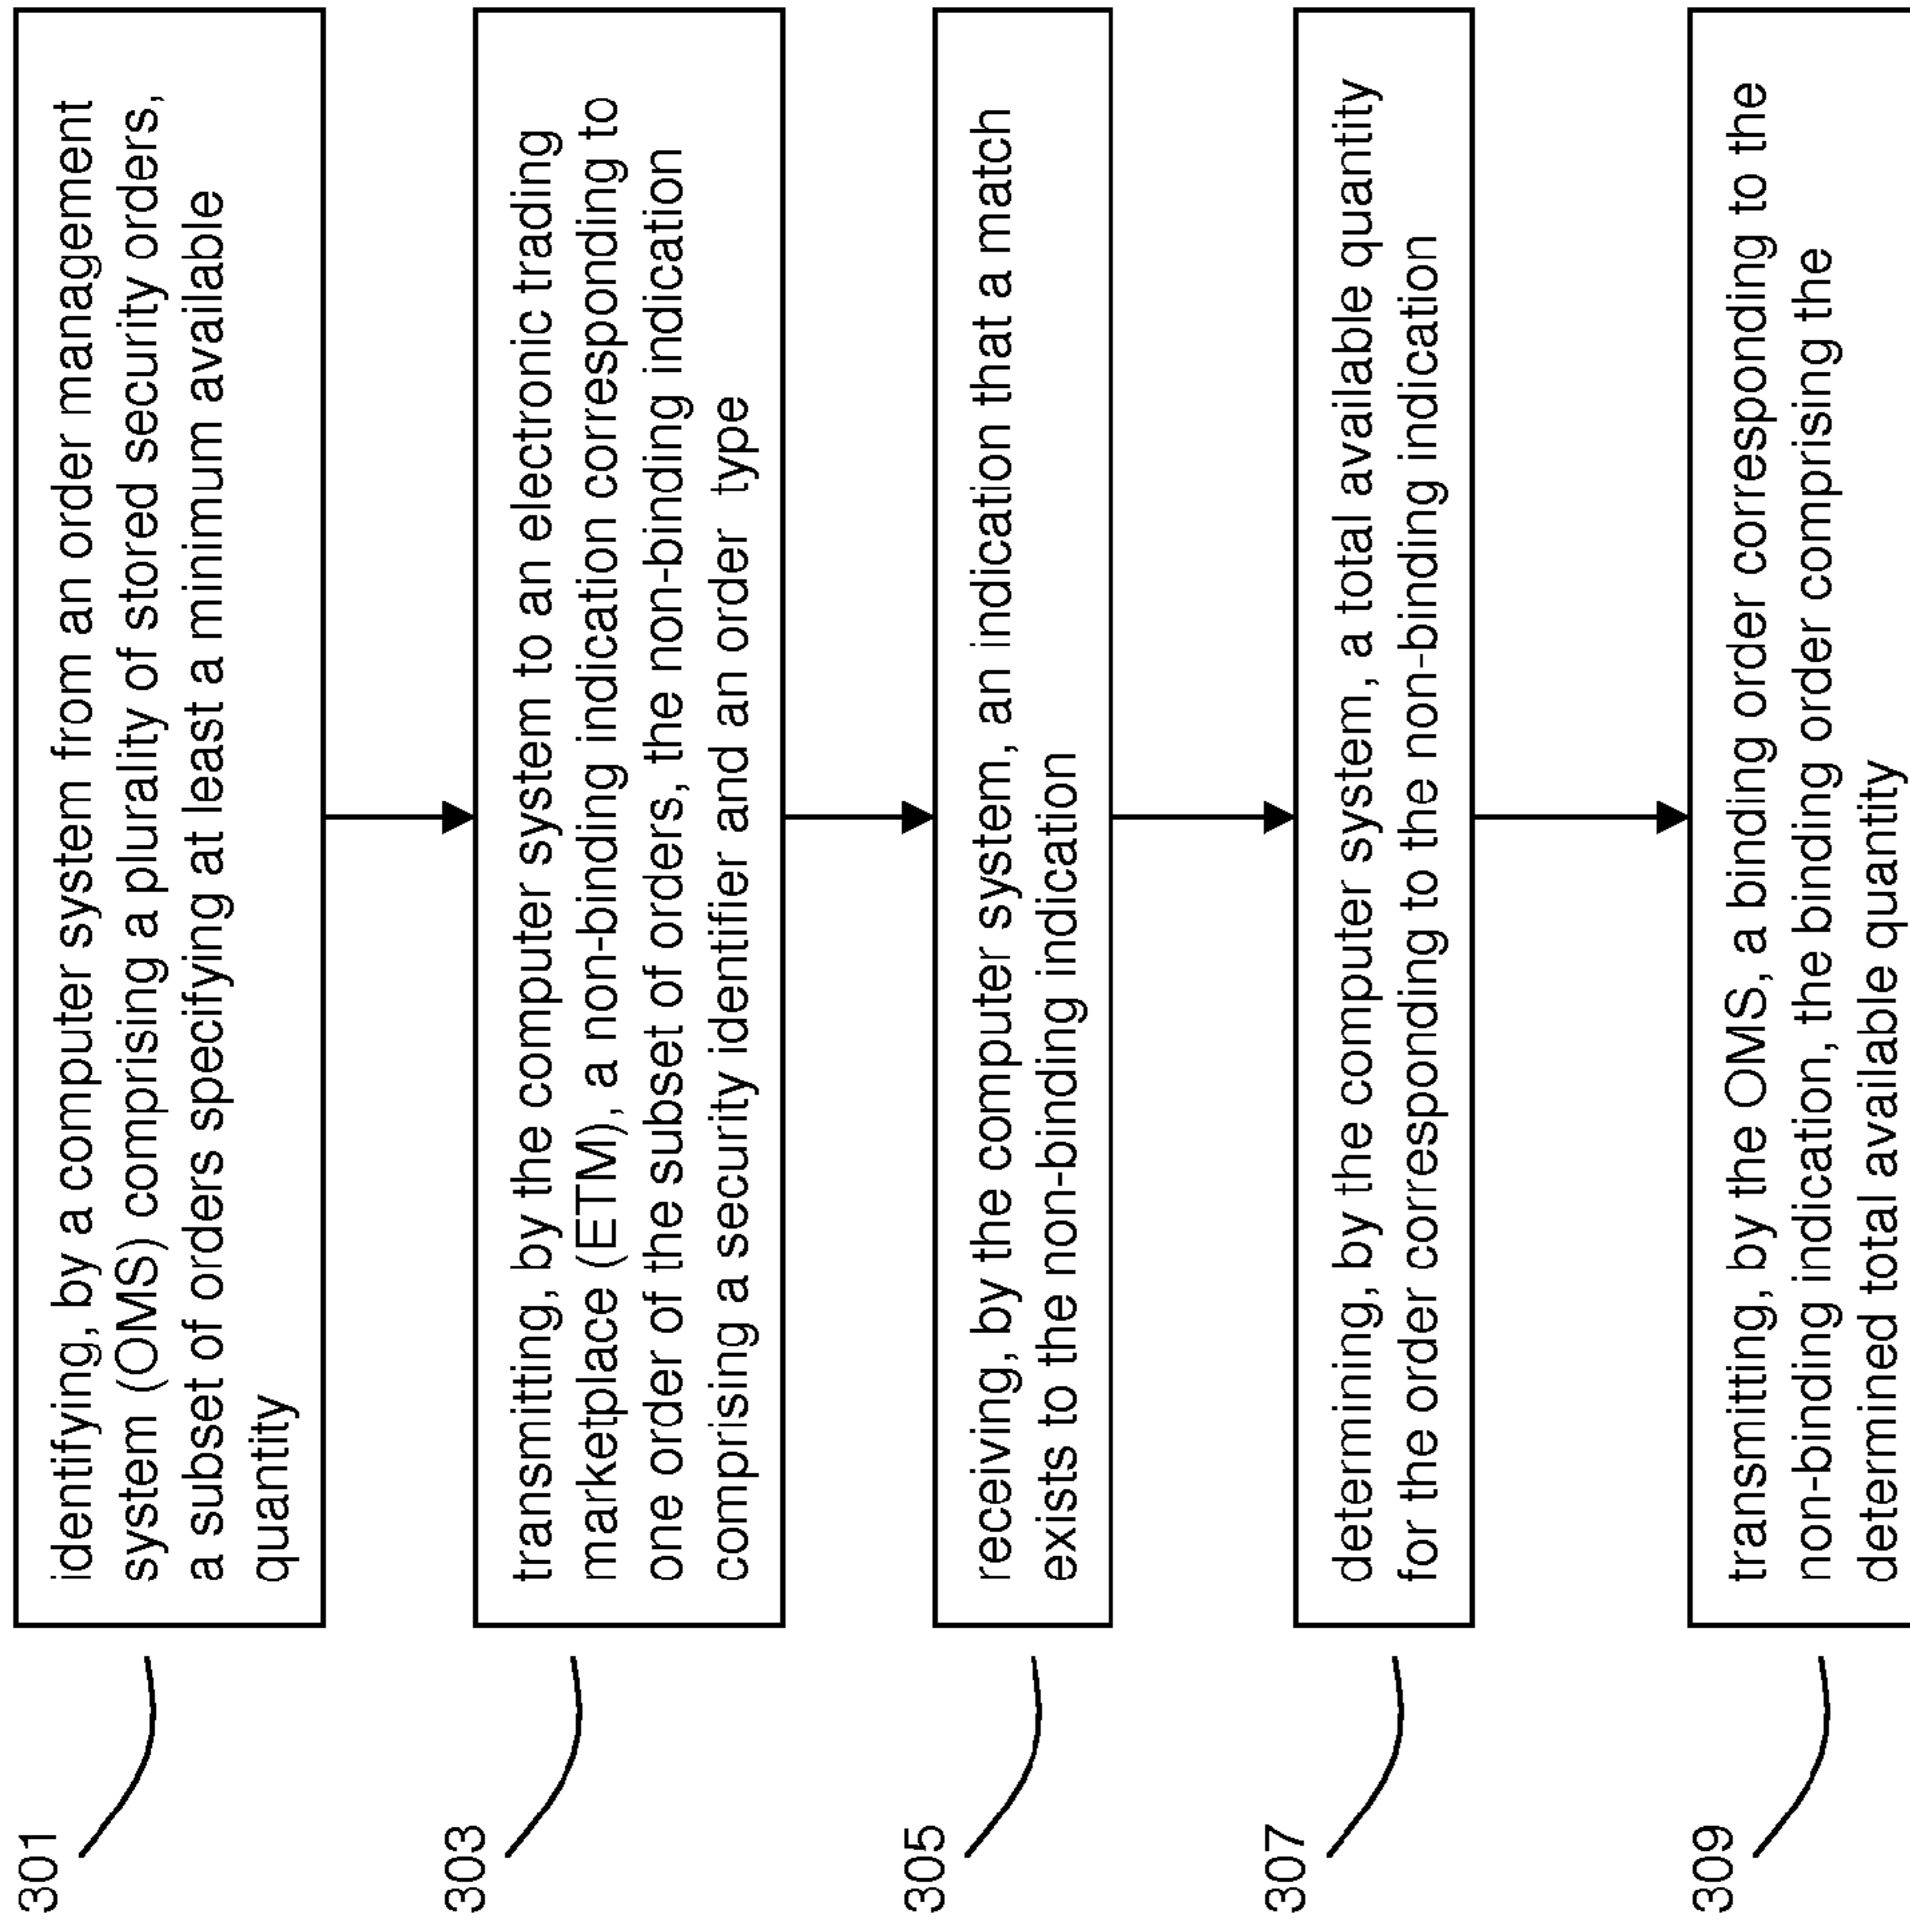 301
identifying, by a computer system from an order management
system (OMS) comprising a plurality of stored security orders,
a subset of orders specifying at least a minimum available
quantity
303
transmitting, by the computer system to an electronic trading
marketplace (ETM), a non-binding indication corresponding to
one order of the subset of orders, the non-binding indication
comprising a security identifier and an order type
305
receiving, by the computer system, an indication that a match
exists to the non-binding indication
307
determining, by the computer system, a total available quantity
for the order corresponding to the non-binding indication
309
transmitting, by the OMS, a binding order corresponding to the
non-binding indication, the binding order comprising the
determined total available quantity